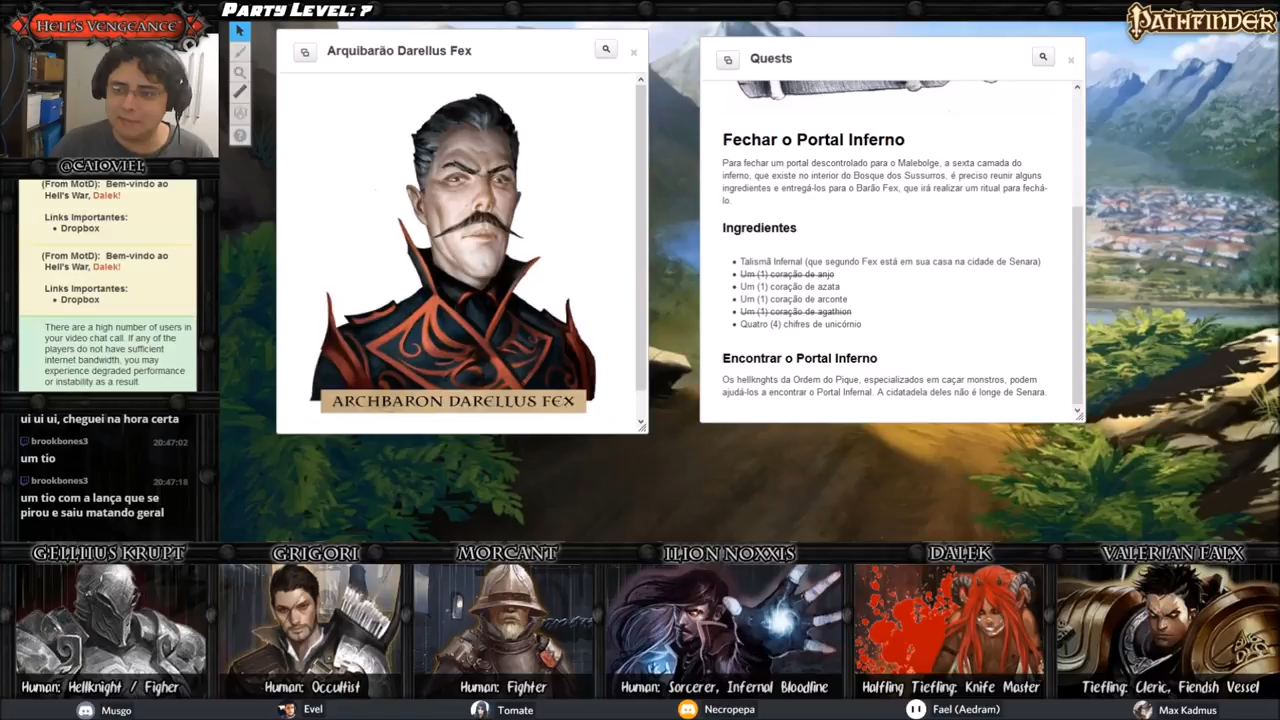 HELL'S VENGEANCE
PARTY LEVEL: 7
PATHFINDER
@CAIOVIEL
(From MotD): Bem-vindo ao
Hell's War, Dalek!
Links Importantes:
• Dropbox
(From MotD): Bem-vindo ao
Hell's War, Dalek!
Links Importantes:
• Dropbox
There are a high number of users in
your video chat call. If any of the
players do not have sufficient
internet bandwidth, you may
experience degraded performance
or instability as a result.
ui ui ui, cheguei na hora certa
brookbones3 20:47:02
um tio
brookbones3 20:47:18
um tio com a lança que se
pirou e saiu matando geral
Arquibarão Darellus Fex
ARCHBARON DARELLUS FEX
Quests
Fechar o Portal Inferno
Para fechar um portal descontrolado para o Malebolge, a sexta camada do
inferno, que existe no interior do Bosque dos Sussurros, é preciso reunir alguns
ingredientes e entregá-los para o Barão Fex, que irá realizar um ritual para fechá-
lo.
Ingredientes
• Talismã Infernal (que segundo Fex está em sua casa na cidade de Senara)
• Um (1) coração de anjo
• Um (1) coração de azata
• Um (1) coração de arconte
• Um (1) coração de agathion
• Quatro (4) chifres de unicórnio
Encontrar o Portal Inferno
Os hellknghts da Ordem do Pique, especializados em caçar monstros, podem
ajudá-los a encontrar o Portal Infernal. A cidatadela deles não é longe de Senara.
GELLIUS KRUPT
Human: Hellknight / Figher
Musgo
GRIGORI
Human: Occultist
Evel
MORCANT
Human: Fighter
Tomate
ILION NOXXIS
Human: Sorcerer, Infernal Bloodline
Necropepa
DALEK
Halfling Tiefling: Knife Master
Fael (Aedram)
VALERIAN FALX
Tiefling: Cleric, Fiendsh Vessel
Max Kadmus